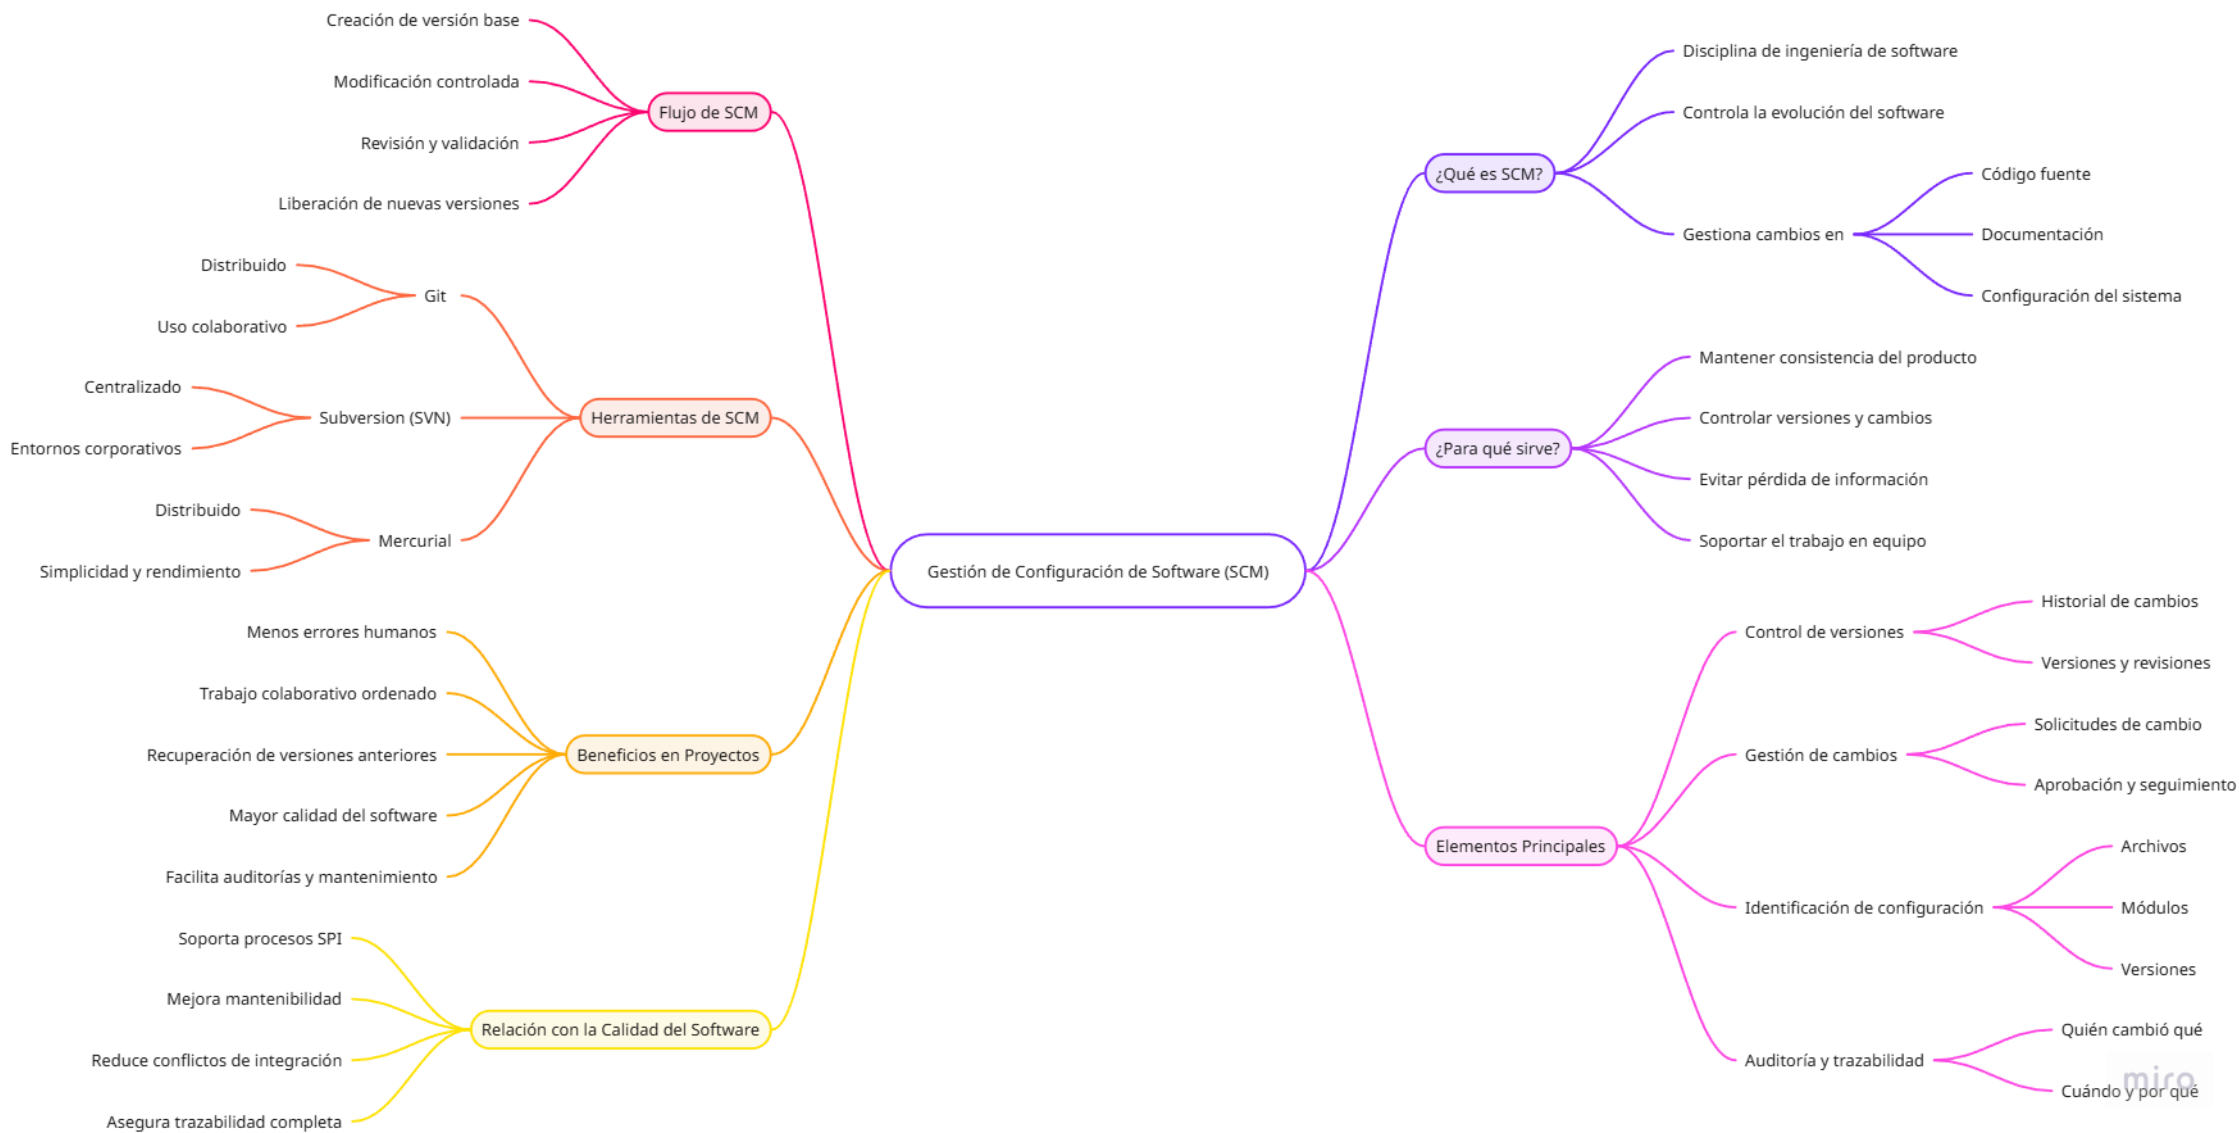 Gestión de Configuración de Software (SCM)
¿Qué es SCM?
Disciplina de ingeniería de software
Controla la evolución del software
Gestiona cambios en
Código fuente
Documentación
Configuración del sistema
¿Para qué sirve?
Mantener consistencia del producto
Controlar versiones y cambios
Evitar pérdida de información
Soportar el trabajo en equipo
Elementos Principales
Control de versiones
Historial de cambios
Versiones y revisiones
Gestión de cambios
Solicitudes de cambio
Aprobación y seguimiento
Identificación de configuración
Archivos
Módulos
Versiones
Auditoría y trazabilidad
Quién cambió qué
Cuándo y por qué
Flujo de SCM
Creación de versión base
Modificación controlada
Revisión y validación
Liberación de nuevas versiones
Herramientas de SCM
Git
Distribuido
Uso colaborativo
Subversion (SVN)
Centralizado
Entornos corporativos
Mercurial
Distribuido
Simplicidad y rendimiento
Beneficios en Proyectos
Menos errores humanos
Trabajo colaborativo ordenado
Recuperación de versiones anteriores
Mayor calidad del software
Facilita auditorías y mantenimiento
Relación con la Calidad del Software
Soporta procesos SPI
Mejora mantenibilidad
Reduce conflictos de integración
Asegura trazabilidad completa
miro